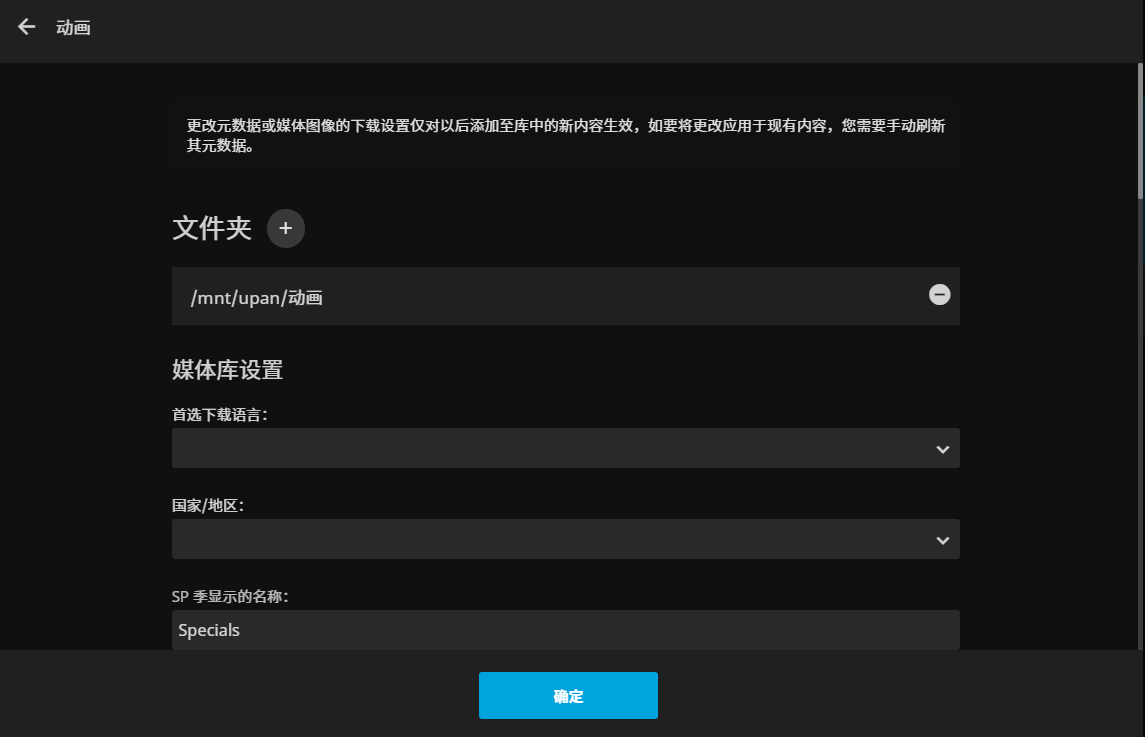 动画
更改元数据或媒体图像的下载设置仅对以后添加至库中的新内容生效，如要将更改应用于现有内容，您需要手动刷新
其元数据。
文件夹 +
/mnt/upan/动画
媒体库设置
首选下载语言：
国家/地区：
SP 季显示的名称：
Specials
确定